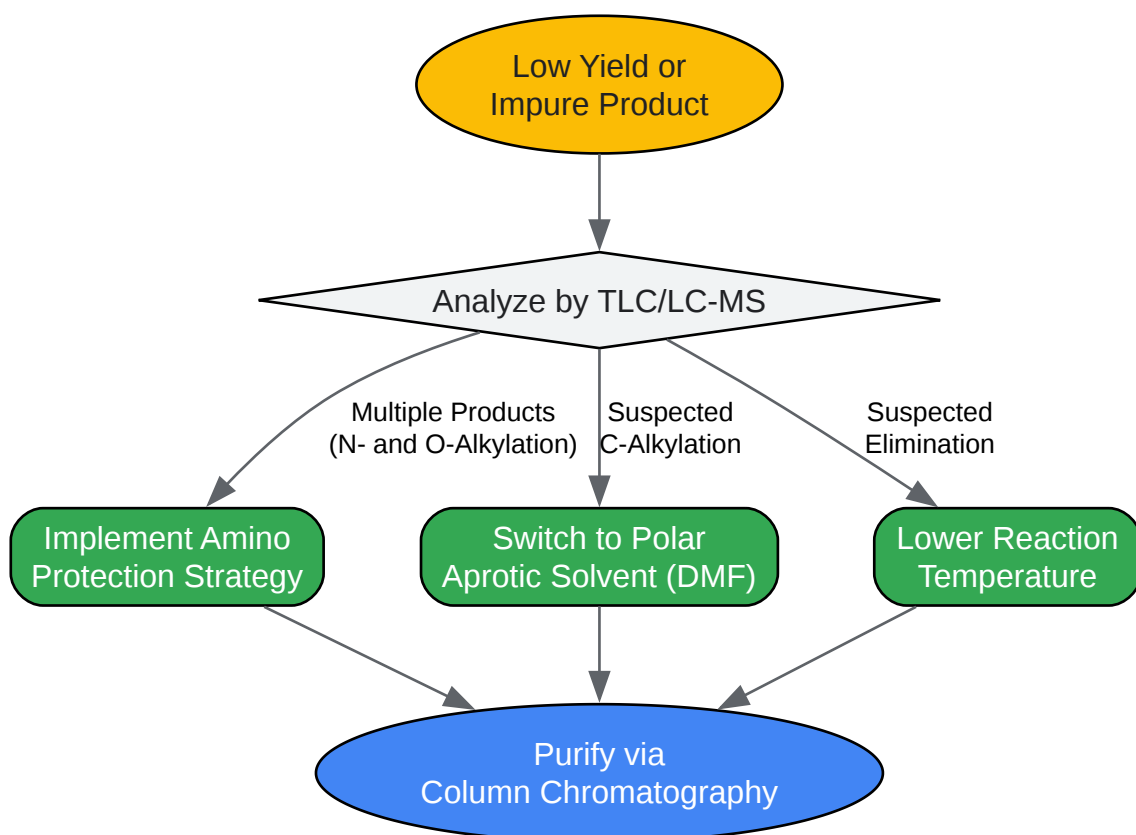 Low Yield or
Impure Product
Analyze by TLC/LC-MS
Multiple Products
(N- and O-Alkylation)
Suspected
C-Alkylation
Suspected
Elimination
Implement Amino
Protection Strategy
Switch to Polar
Aprotic Solvent (DMF)
Lower Reaction
Temperature
Purify via
Column Chromatography